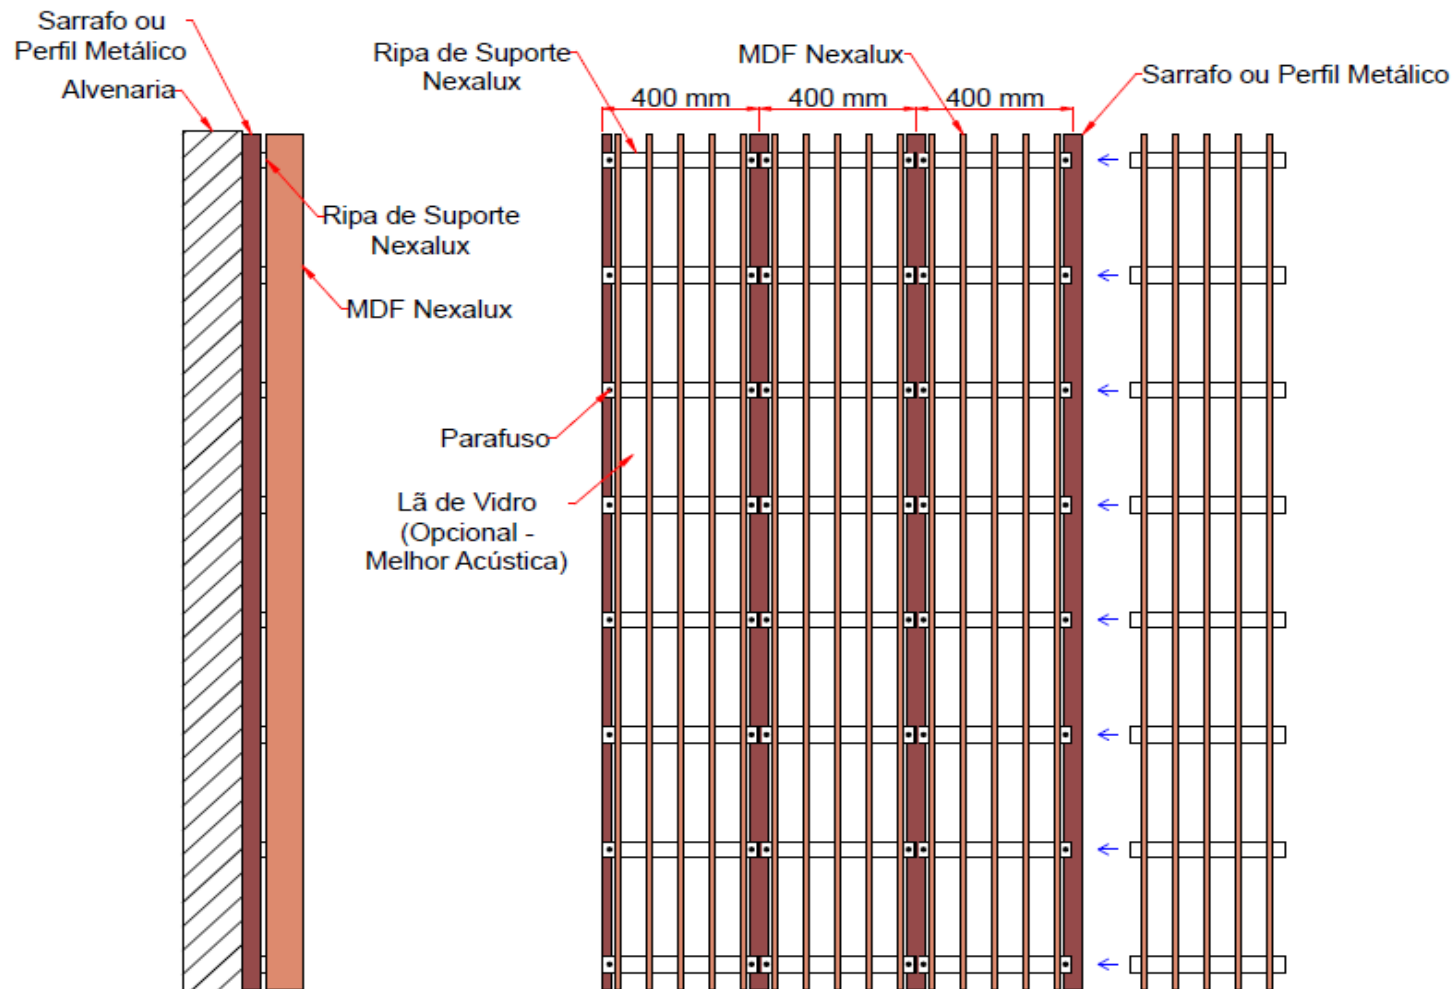 Sarrafo ou
Perfil Metálico
Alvenaria
Ripa de Suporte
Nexalux
MDF Nexalux
Ripa de Suporte
Nexalux
MDF Nexalux
Sarrafo ou Perfil Metálico
400 mm
400 mm
400 mm
Parafuso
Lã de Vidro
(Opcional -
Melhor Acústica)